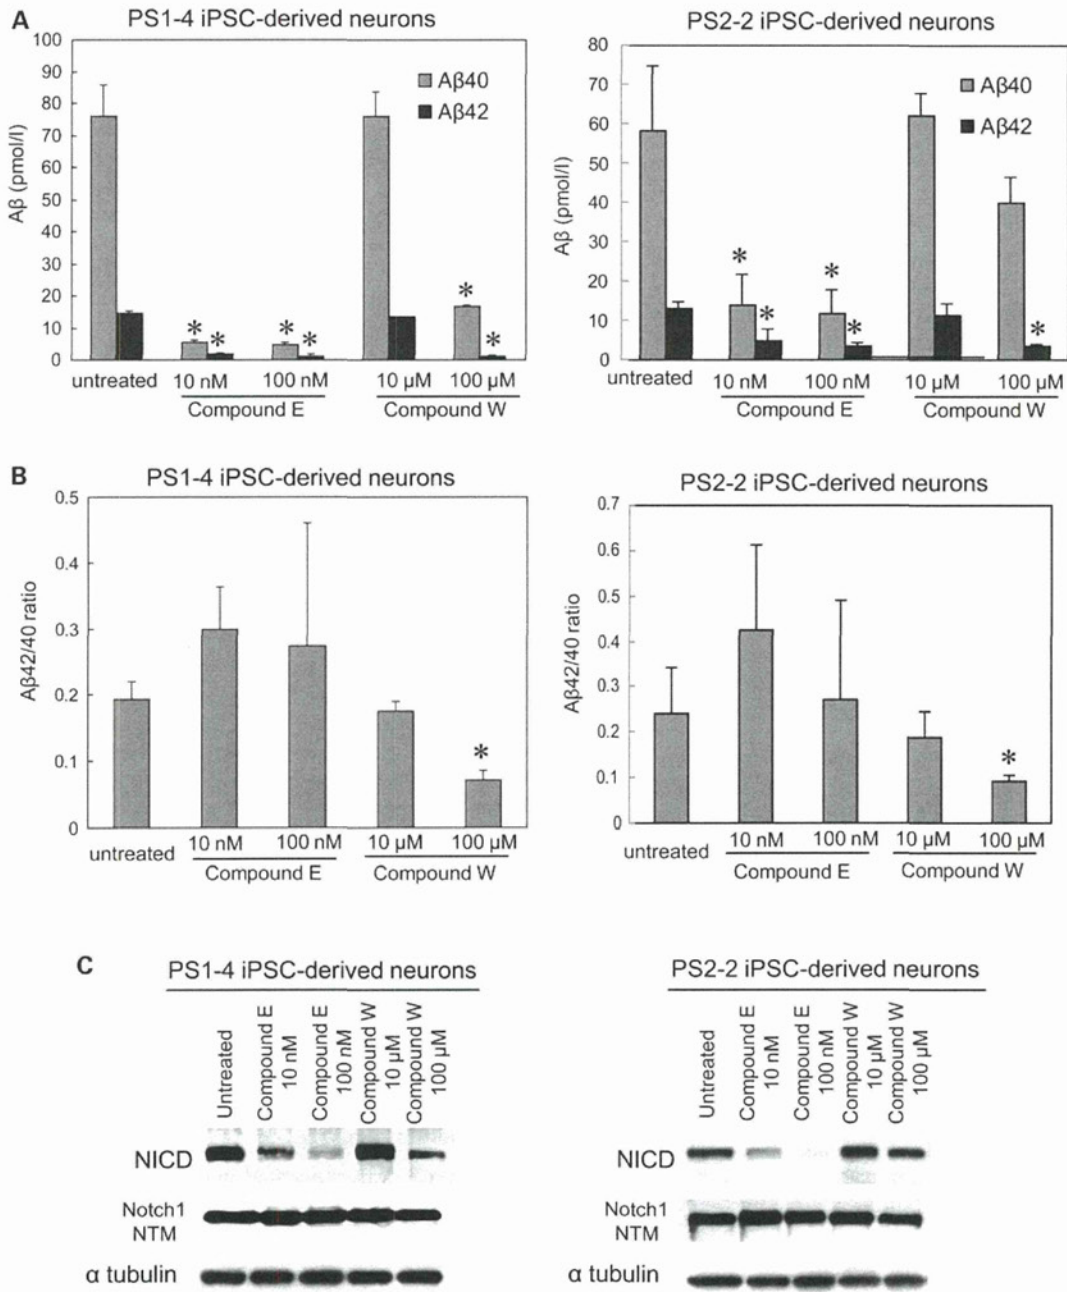 A
PS1-4 iPSC-derived neurons
100
90
80
70
60
50
40
30
20
10
0
Aβ (pmol/l)
Aβ40
Aβ42
* * * * * *
untreated
10 nM 100 nM 10 μM 100 μM
Compound E Compound W
PS2-2 iPSC-derived neurons
80
70
60
50
40
30
20
10
0
Aβ (pmol/l)
Aβ40
Aβ42
* * * * *
untreated
10 nM 100 nM 10 μM 100 μM
Compound E Compound W
B
PS1-4 iPSC-derived neurons
0.5
0.4
0.3
0.2
0.1
0
Aβ42/40 ratio
*
untreated
10 nM 100 nM 10 μM 100 μM
Compound E Compound W
PS2-2 iPSC-derived neurons
0.7
0.6
0.5
0.4
0.3
0.2
0.1
0
Aβ42/40 ratio
*
untreated
10 nM 100 nM 10 μM 100 μM
Compound E Compound W
C
PS1-4 iPSC-derived neurons
Untreated
Compound E
10 nM
Compound E
100 nM
Compound W
10 μM
Compound W
100 μM
NICD
Notch1
NTM
α tubulin
PS2-2 iPSC-derived neurons
Untreated
Compound E
10 nM
Compound E
100 nM
Compound W
10 μM
Compound W
100 μM
NICD
Notch1
NTM
α tubulin